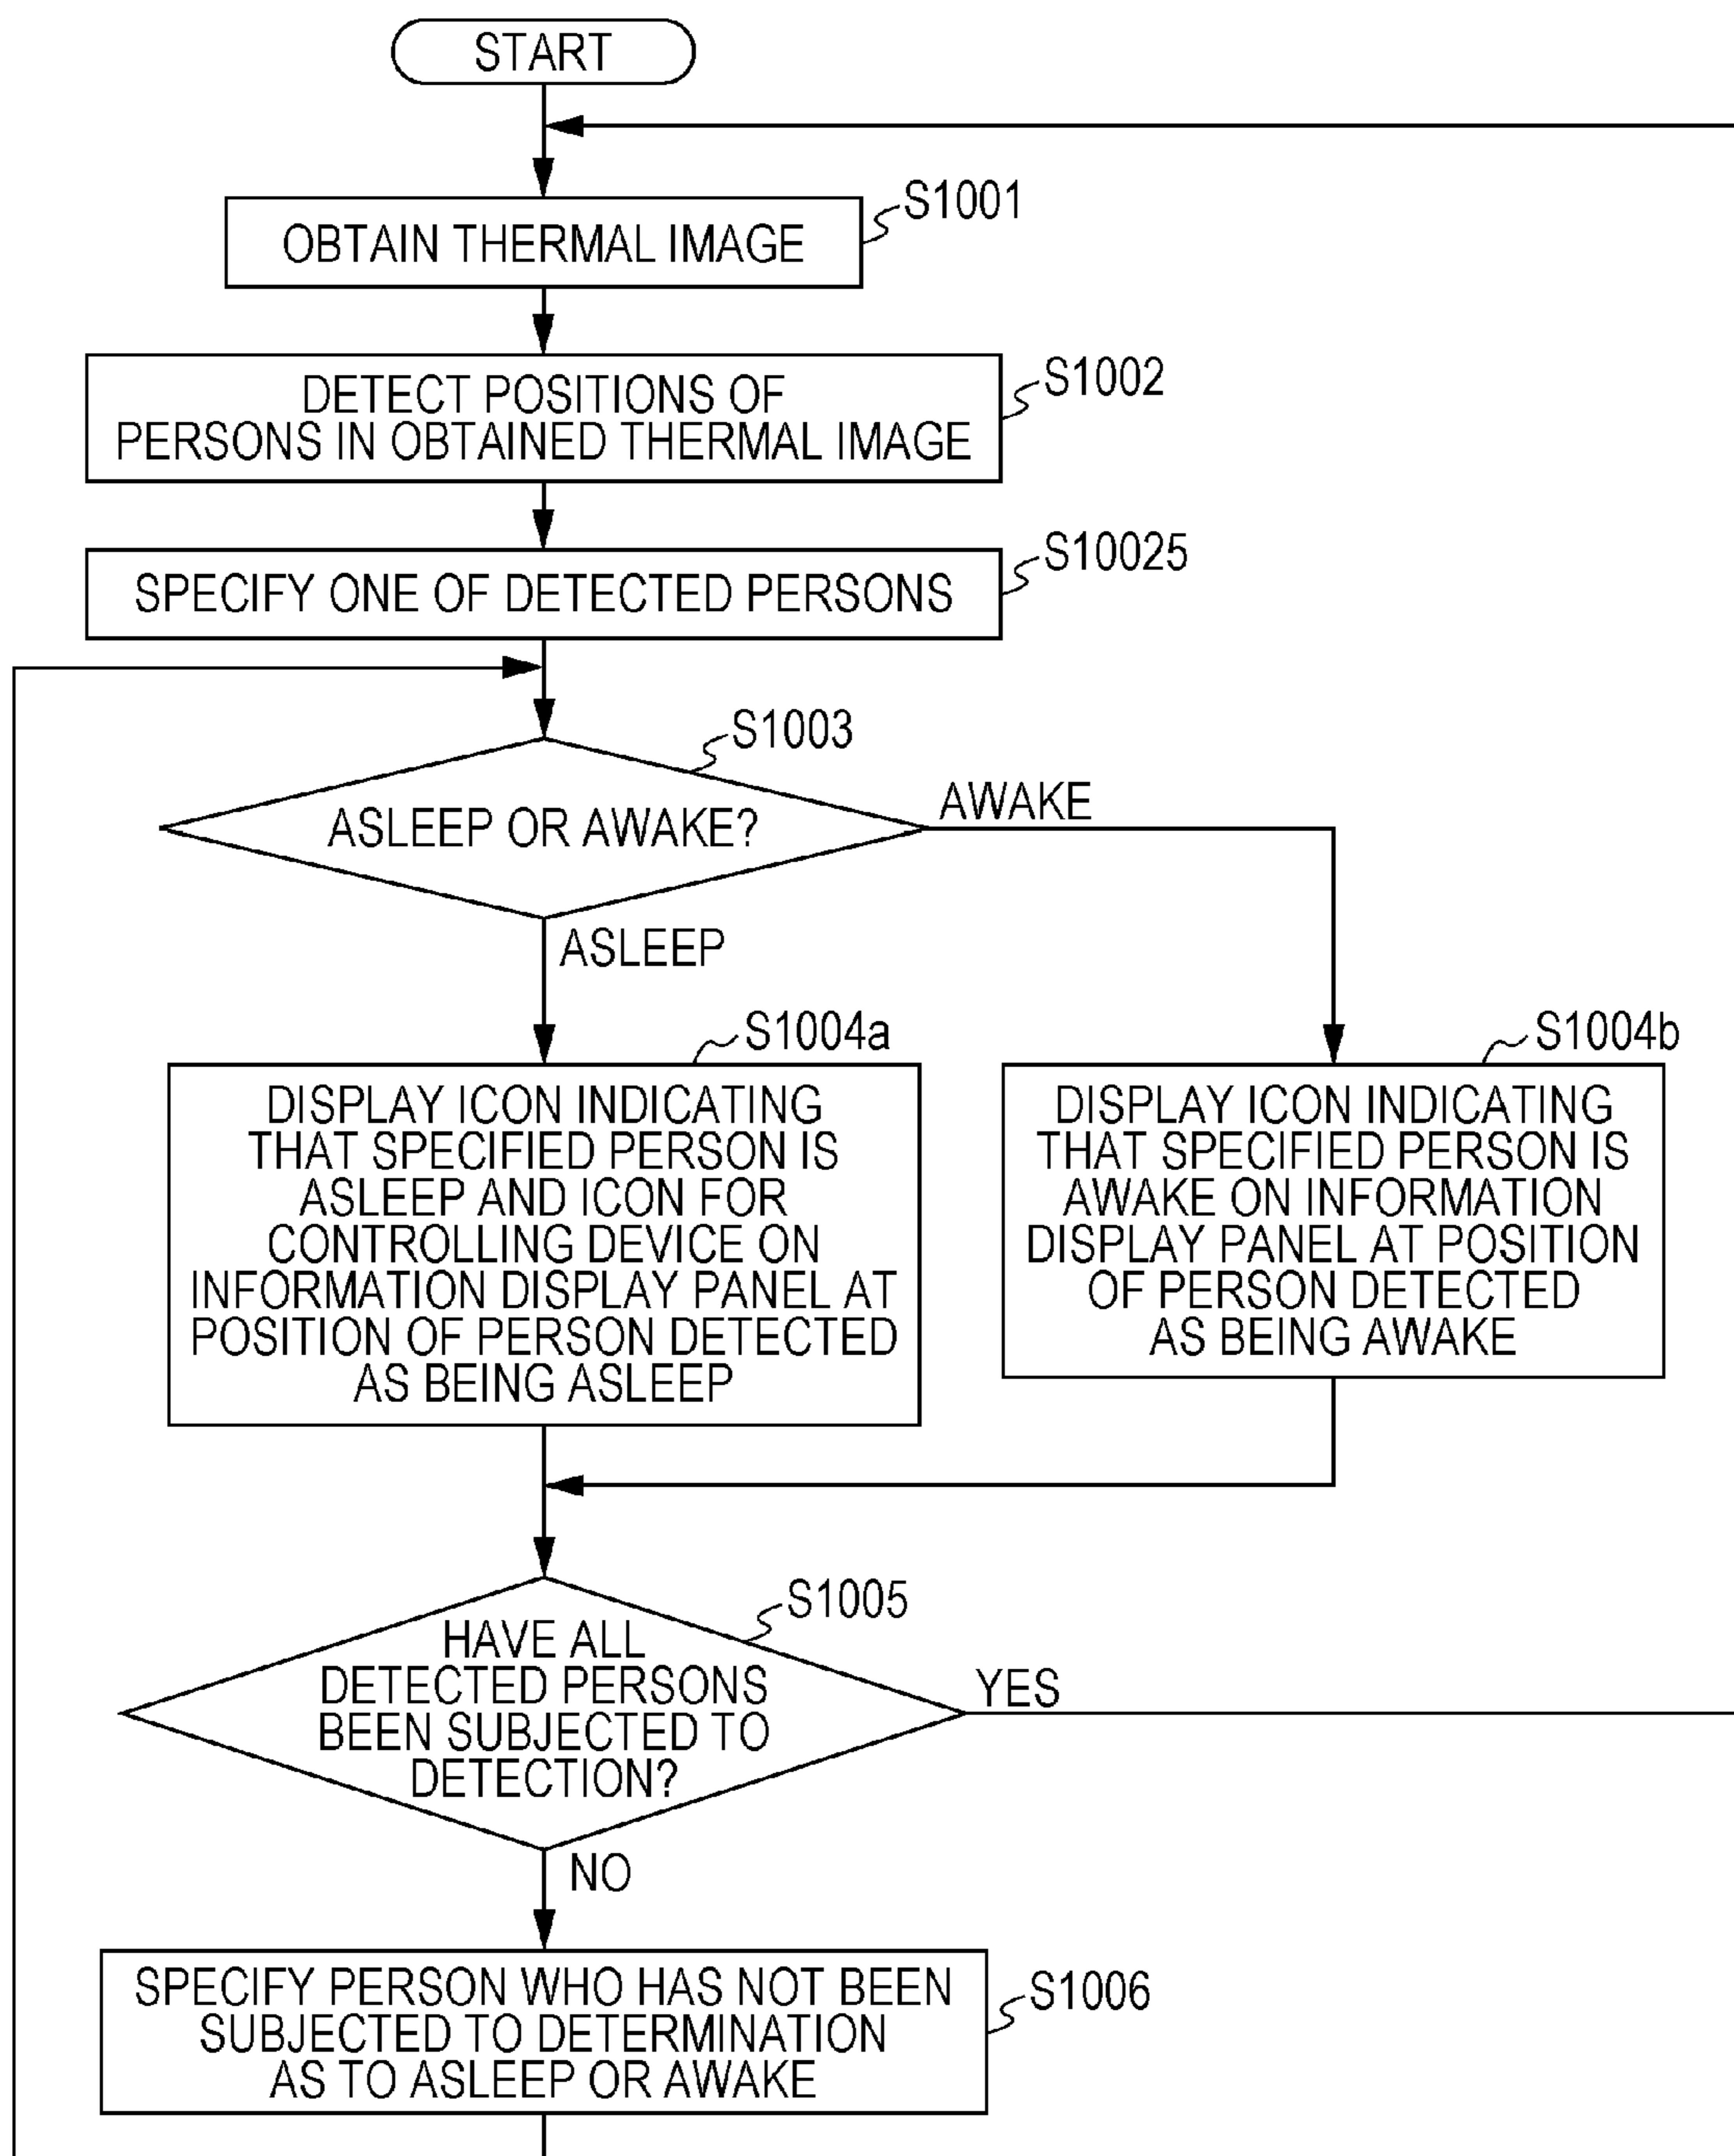 START
S1001
OBTAIN THERMAL IMAGE
S1002
DETECT POSITIONS OF
PERSONS IN OBTAINED THERMAL IMAGE
S10025
SPECIFY ONE OF DETECTED PERSONS
S1003
ASLEEP OR AWAKE?
AWAKE
ASLEEP
S1004a
DISPLAY ICON INDICATING
THAT SPECIFIED PERSON IS
ASLEEP AND ICON FOR
CONTROLLING DEVICE ON
INFORMATION DISPLAY PANEL AT
POSITION OF PERSON DETECTED
AS BEING ASLEEP
S1004b
DISPLAY ICON INDICATING
THAT SPECIFIED PERSON IS
AWAKE ON INFORMATION
DISPLAY PANEL AT POSITION
OF PERSON DETECTED
AS BEING AWAKE
S1005
HAVE ALL
DETECTED PERSONS
BEEN SUBJECTED TO
DETECTION?
YES
NO
S1006
SPECIFY PERSON WHO HAS NOT BEEN
SUBJECTED TO DETERMINATION
AS TO ASLEEP OR AWAKE